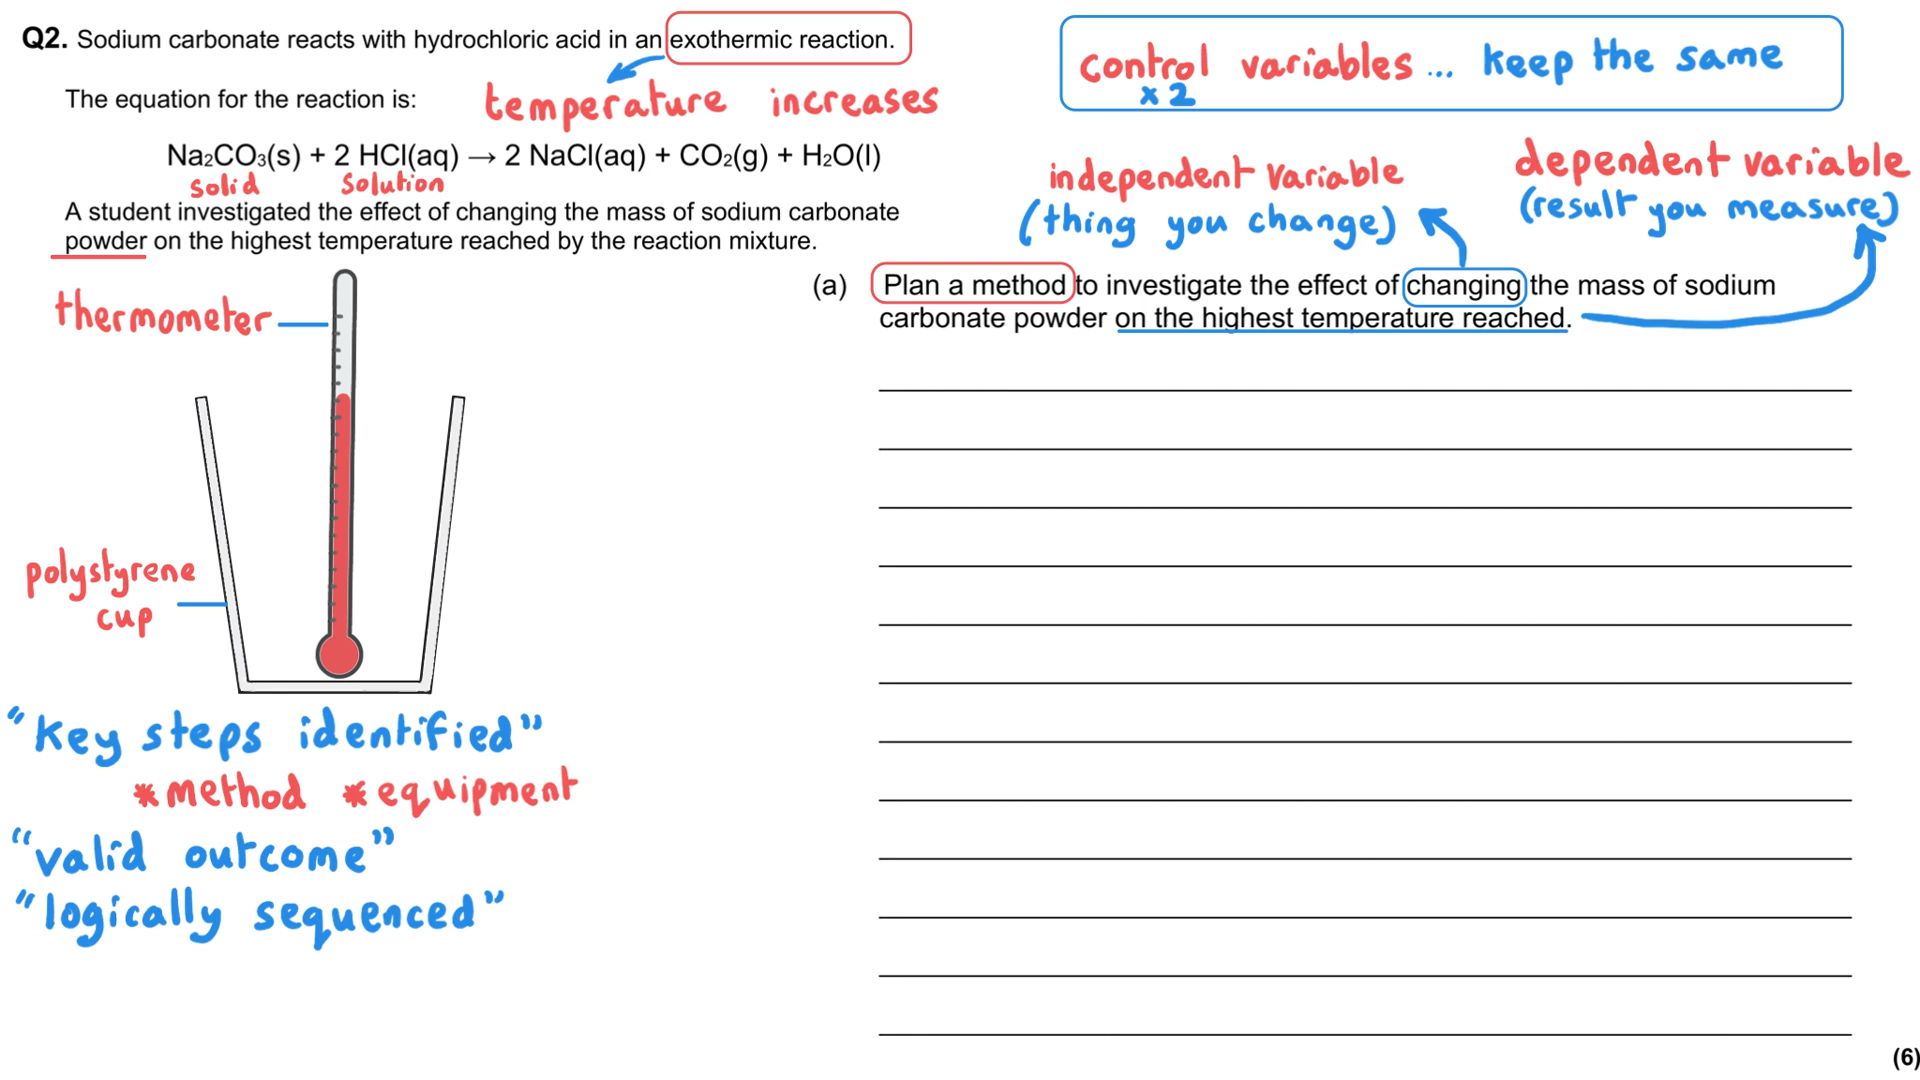 Q2. Sodium carbonate reacts with hydrochloric acid in an exothermic reaction.
The equation for the reaction is:
temperature increases
Na₂CO₃(s) + 2 HCl(aq) → 2 NaCl(aq) + CO₂(g) + H₂O(l)
solid solution
A student investigated the effect of changing the mass of sodium carbonate
powder on the highest temperature reached by the reaction mixture.
thermometer
polystyrene
cup
"key steps identified"
* method * equipment
"valid outcome"
"logically sequenced"
control variables... keep the same
x 2
independent variable
(thing you change)
dependent variable
(result you measure)
(a) Plan a method to investigate the effect of changing the mass of sodium
carbonate powder on the highest temperature reached.
(6)